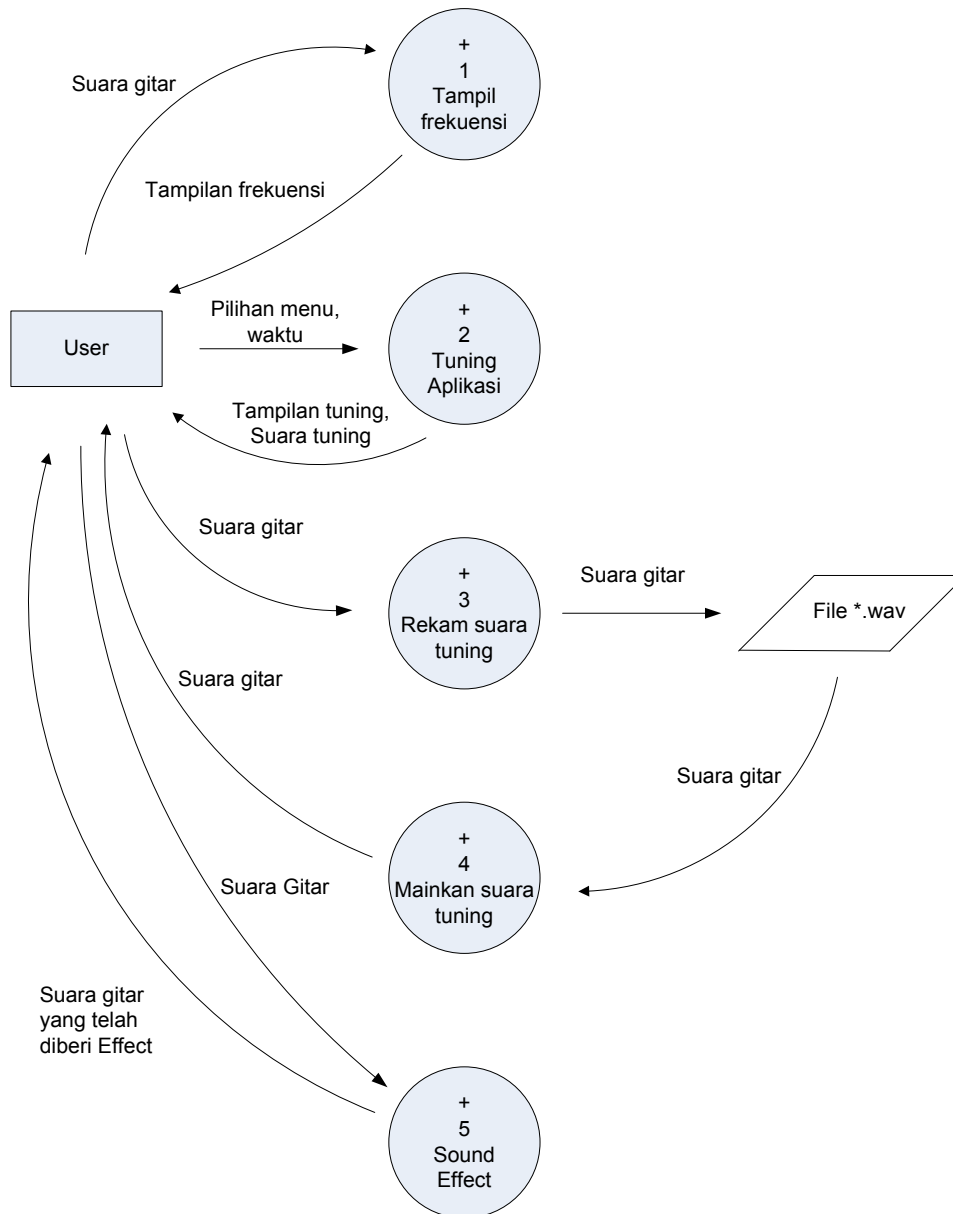 +
1
Tampil
frekuensi
Suara gitar
Tampilan frekuensi
User
Pilihan menu,
waktu
+
2
Tuning
Aplikasi
Tampilan tuning,
Suara tuning
Suara gitar
+
3
Rekam suara
tuning
Suara gitar
File *.wav
Suara gitar
Suara gitar
+
4
Mainkan suara
tuning
Suara Gitar
Suara gitar
yang telah
diberi Effect
+
5
Sound
Effect